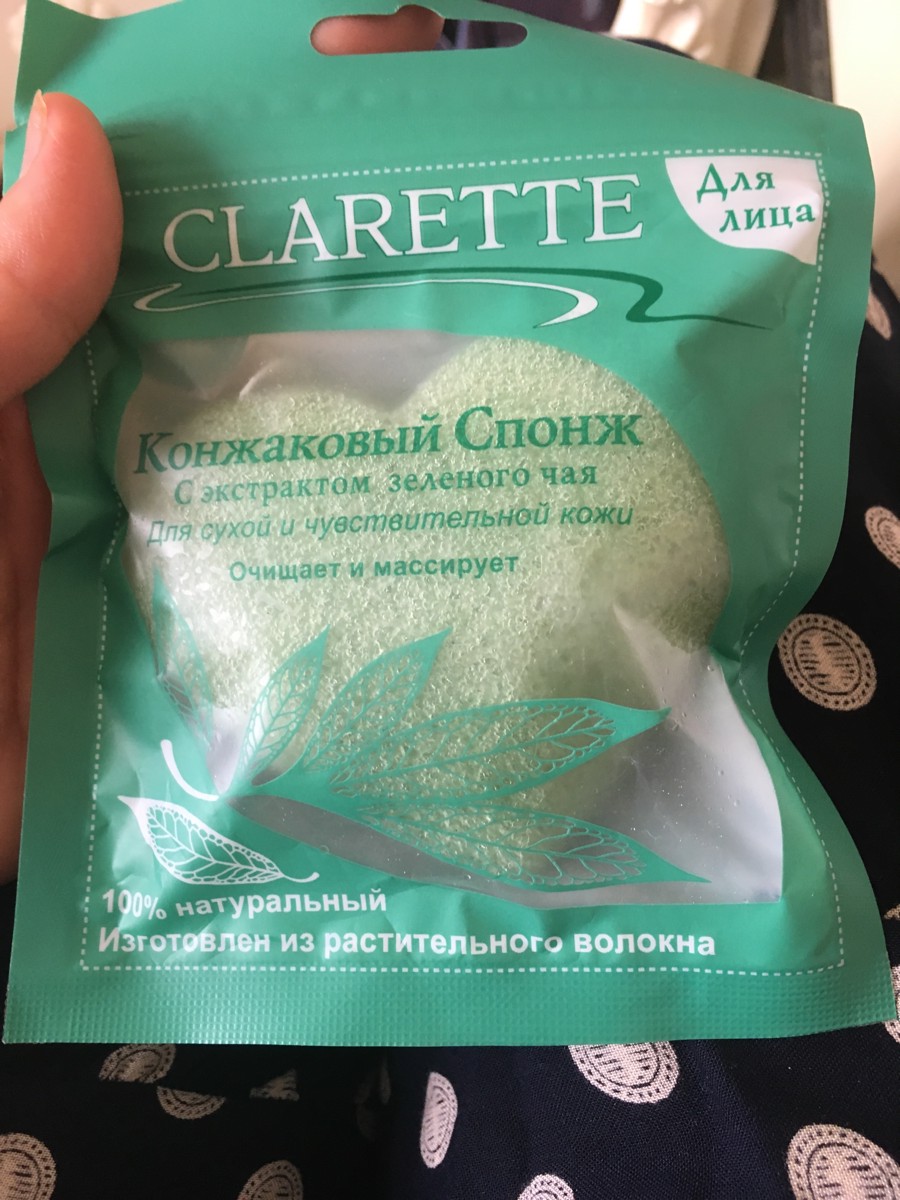 CLARETTE
Для
лица
Конжаковый Спонж
С экстрактом зеленого чая
Для сухой и чувствительной кожи
Очищает и массирует
100% натуральный
Изготовлен из растительного волокна